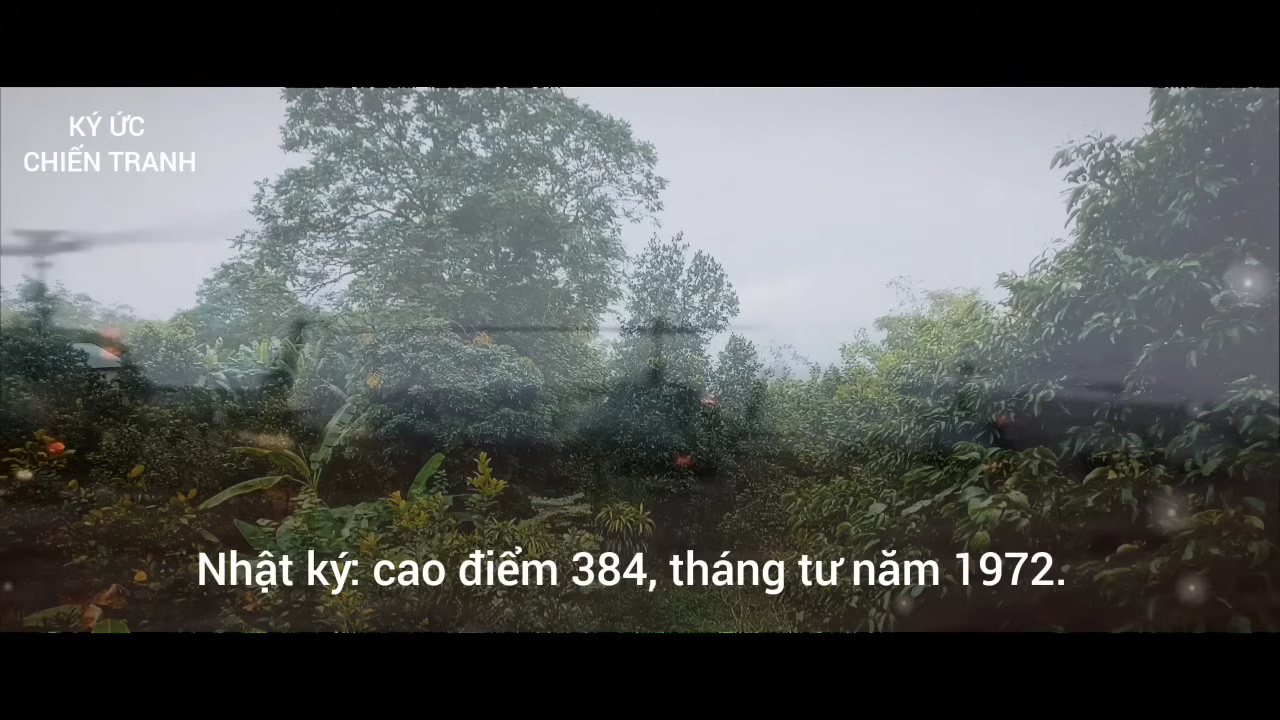 KÝ ỨC
CHIẾN TRANH
Nhật ký: cao điểm 384, tháng tư năm 1972.